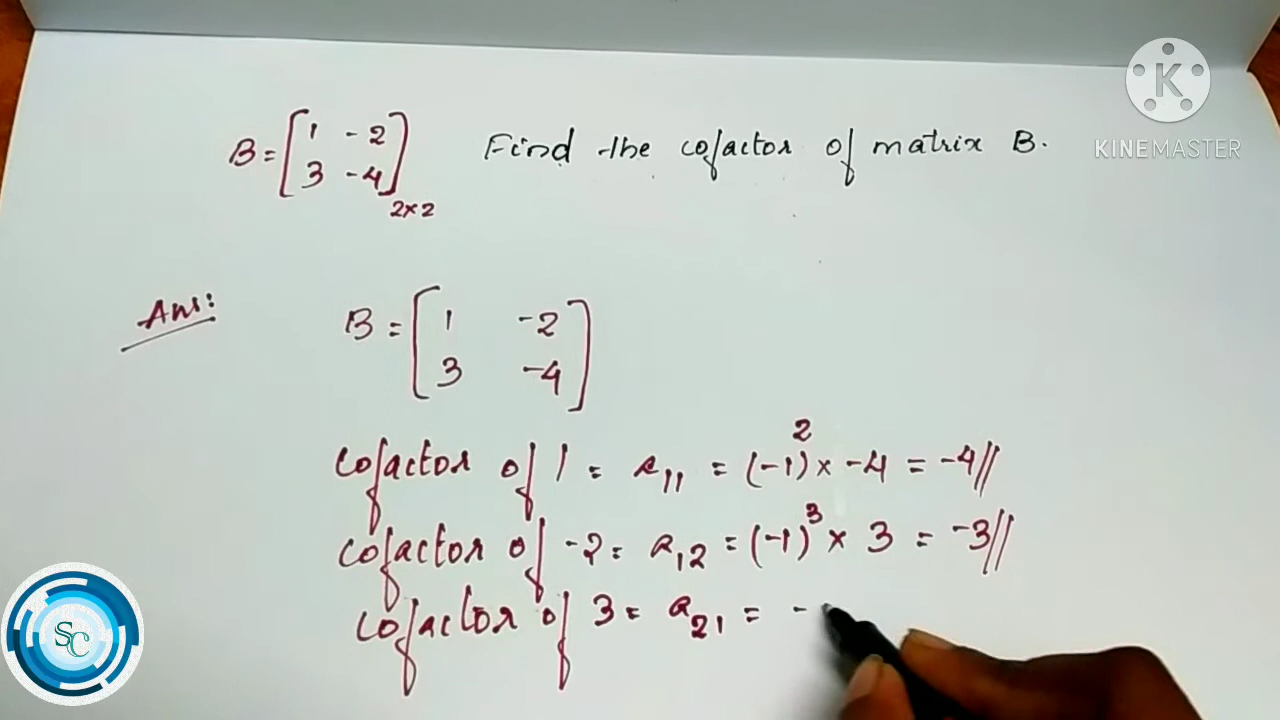 B = [ 1 -2
3 -4 ] 2×2 Find the cofactor of matrix B.
KINEMASTER
Ans:
B = [ 1 -2
3 -4 ]
cofactor of 1 = a11 = (-1)² × -4 = -4//
cofactor of -2 = a12 = (-1)³ × 3 = -3//
cofactor of 3 = a21 = -
SC